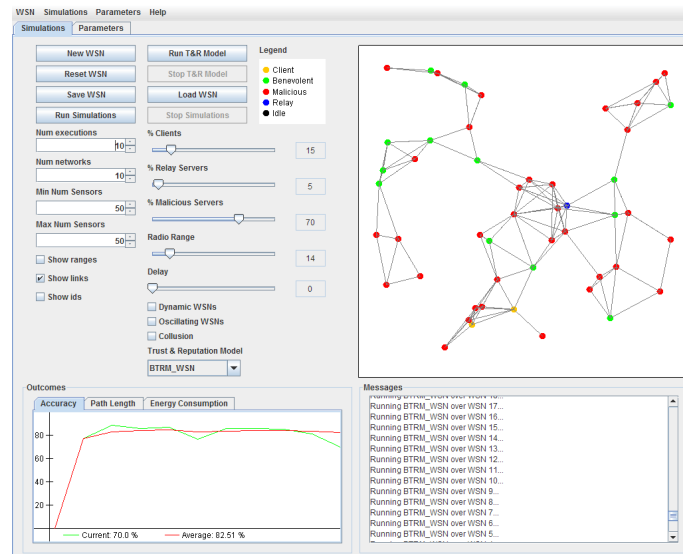 WSN Simulations Parameters Help
Simulations Parameters
New WSN Run T&R Model
Reset WSN Stop T&R Model
Save WSN Load WSN
Run Simulations Stop Simulations
Legend
Client
Benevolent
Malicious
Relay
Idle
Num executions
10
Num networks
10
Min Num Sensors
50
Max Num Sensors
50
Show ranges
Show links
Show ids
% Clients
15
% Relay Servers
5
% Malicious Servers
70
Radio Range
14
Delay
0
Dynamic WSNs
Oscillating WSNs
Collusion
Trust & Reputation Model
BTRM_WSN
Outcomes
Accuracy Path Length Energy Consumption
80
60
40
20
Current: 70.0 % Average: 82.51 %
Messages
Running BTRM_WSN over WSN 17...
Running BTRM_WSN over WSN 16...
Running BTRM_WSN over WSN 15...
Running BTRM_WSN over WSN 14...
Running BTRM_WSN over WSN 13...
Running BTRM_WSN over WSN 12...
Running BTRM_WSN over WSN 11...
Running BTRM_WSN over WSN 10...
Running BTRM_WSN over WSN 9...
Running BTRM_WSN over WSN 8...
Running BTRM_WSN over WSN 7...
Running BTRM_WSN over WSN 6...
Running BTRM_WSN over WSN 5...